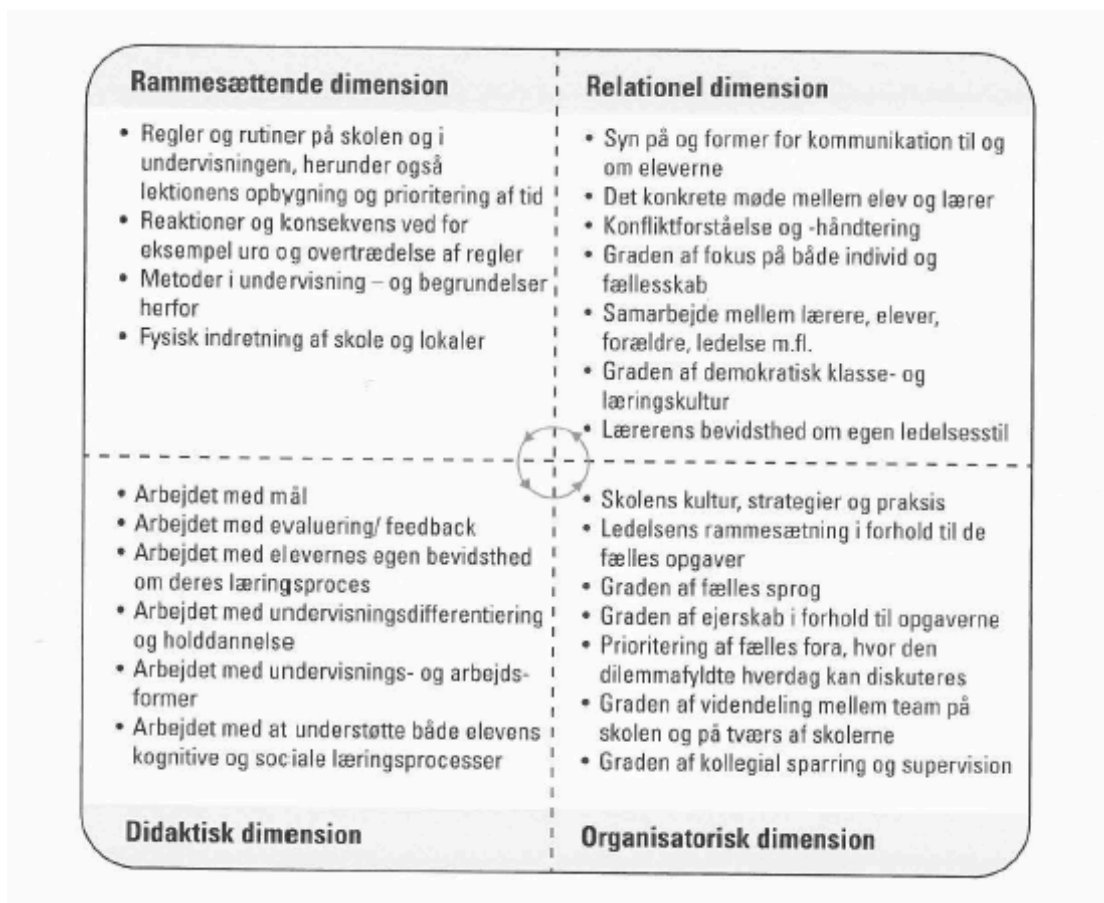 Rammesættende dimension
• Regler og rutiner på skolen og i
undervisningen, herunder også
lektionens opbygning og prioritering af tid
• Reaktioner og konsekvens ved for
eksempel uro og overtrædelse af regler
• Metoder i undervisning – og begrundelser
herfor
• Fysisk indretning af skole og lokaler
Relationel dimension
• Syn på og former for kommunikation til og
om eleverne
• Det konkrete møde mellem elev og lærer
• Konfliktforståelse og -håndtering
• Graden af fokus på både individ og
fællesskab
• Samarbejde mellem lærere, elever,
forældre, ledelse m.fl.
• Graden af demokratisk klasse- og
læringskultur
• Lærerens bevidsthed om egen ledelsesstil
• Arbejdet med mål
• Arbejdet med evaluering/ feedback
• Arbejdet med elevernes egen bevidsthed
om deres læringsproces
• Arbejdet med undervisningsdifferentiering
og holddannelse
• Arbejdet med undervisnings- og arbejds-
former
• Arbejdet med at understøtte både elevens
kognitive og sociale læringsprocesser
Didaktisk dimension
• Skolens kultur, strategier og praksis
• Ledelsens rammesætning i forhold til de
fælles opgaver
• Graden af fælles sprog
• Graden af ejerskab i forhold til opgaverne
• Prioritering af fælles fora, hvor den
dilemmafyldte hverdag kan diskuteres
• Graden af videndeling mellem team på
skolen og på tværs af skolerne
• Graden af kollegial sparring og supervision
Organisatorisk dimension